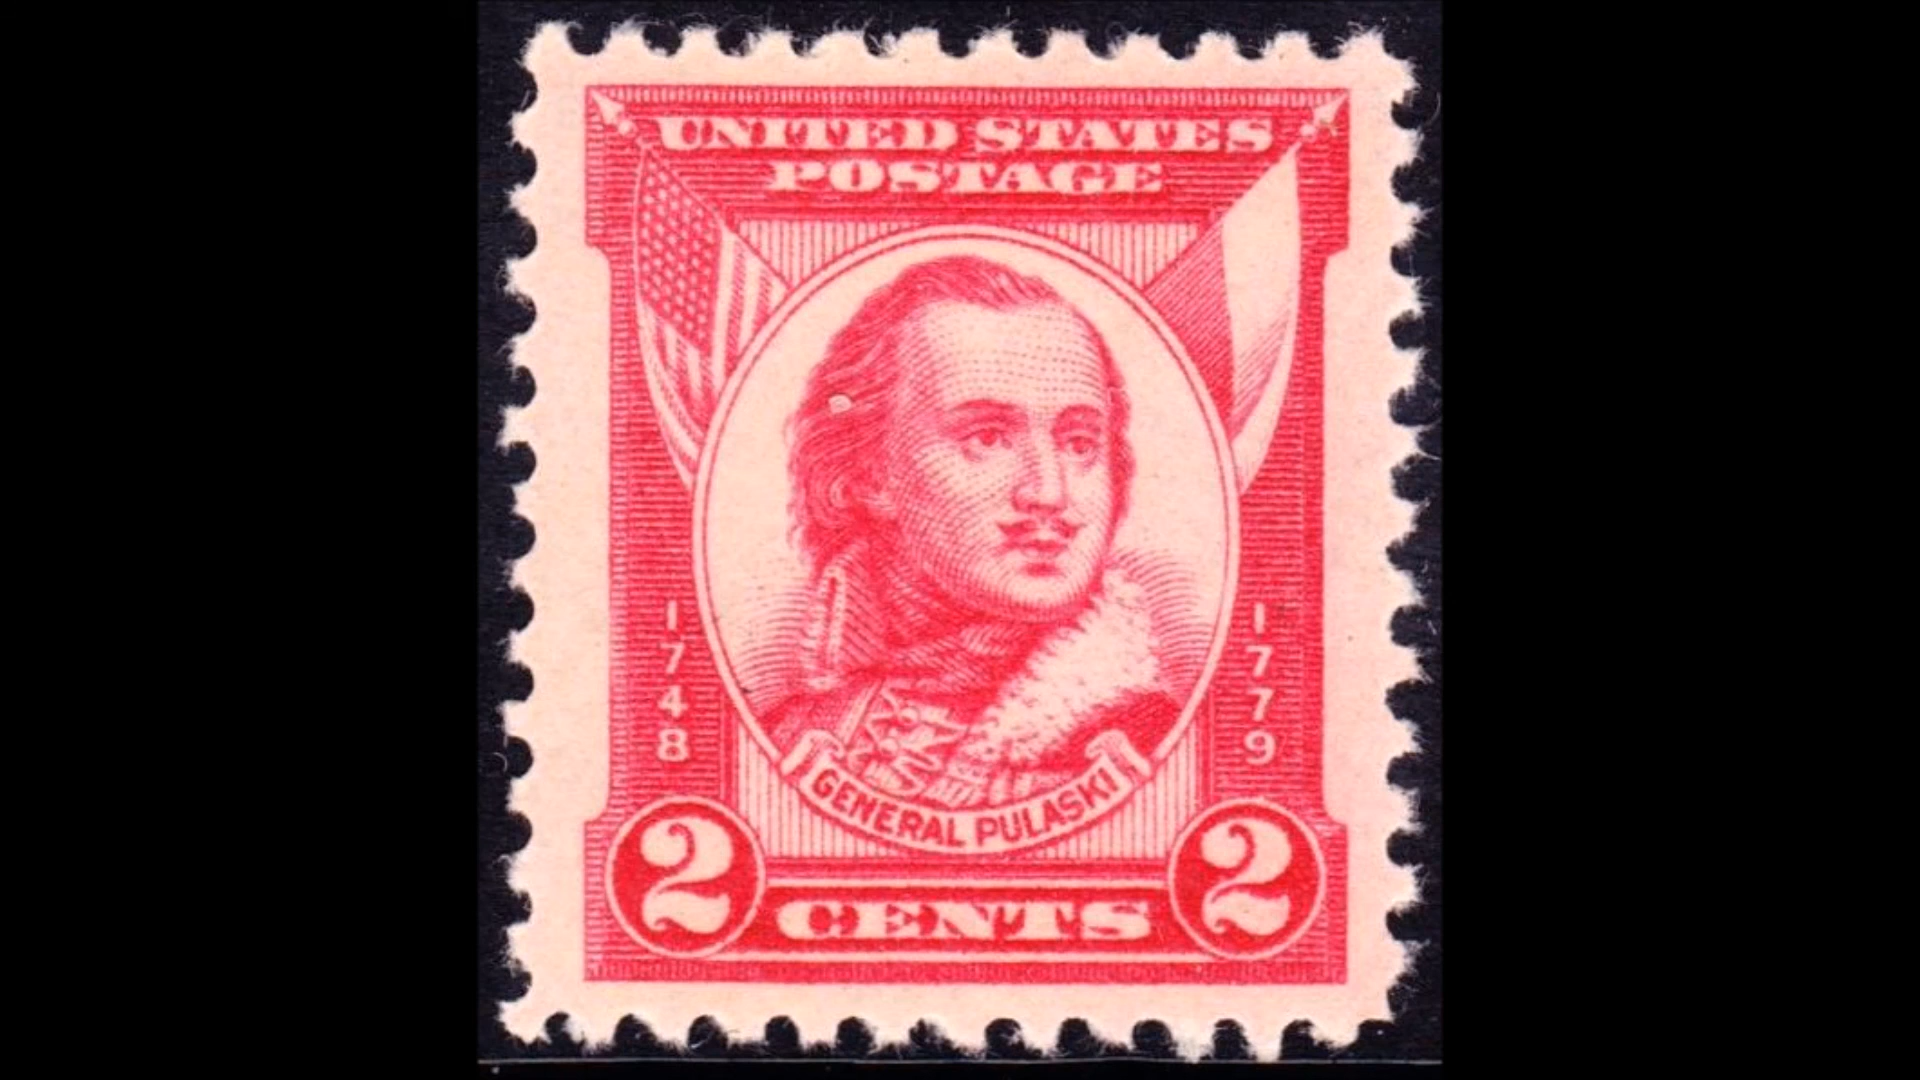 UNITED STATES
POSTAGE
1748
1779
GENERAL PULASKI
2 CENTS 2